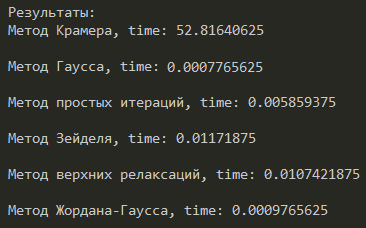 Результаты:
Метод Крамера, time: 52.81640625
Метод Гаусса, time: 0.0007765625
Метод простых итераций, time: 0.005859375
Метод Зейделя, time: 0.01171875
Метод верхних релаксаций, time: 0.0107421875
Метод Жордана-Гаусса, time: 0.0009765625